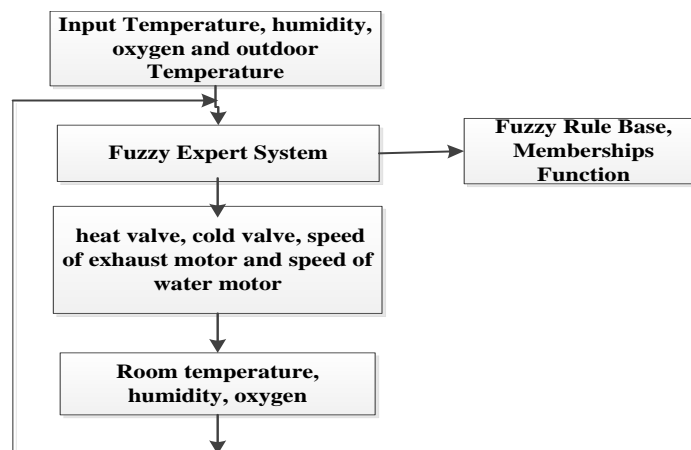 Input Temperature, humidity,
oxygen and outdoor
Temperature
Fuzzy Expert System
Fuzzy Rule Base,
Memberships
Function
heat valve, cold valve, speed
of exhaust motor and speed of
water motor
Room temperature,
humidity, oxygen